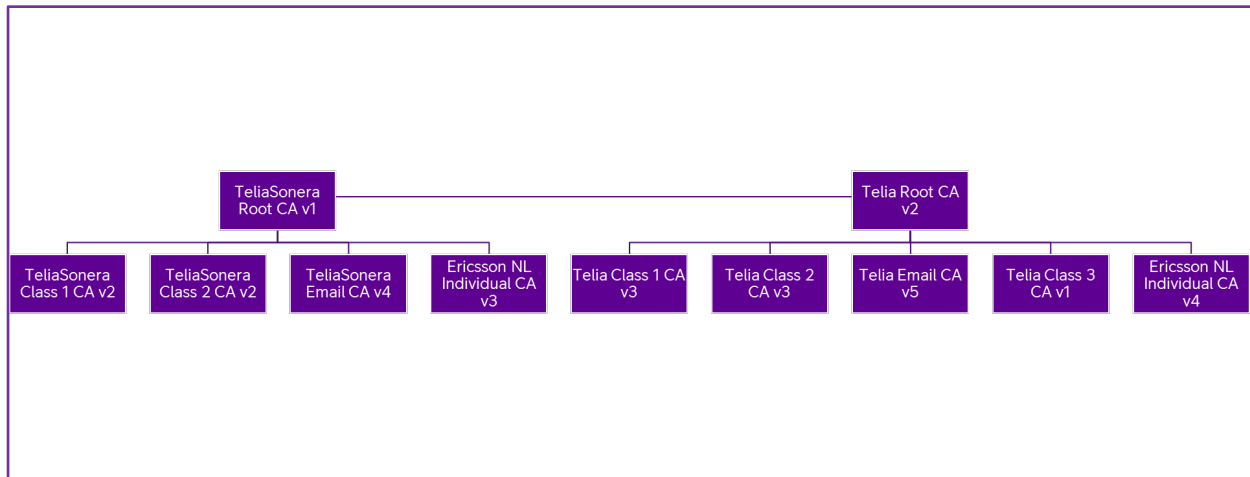 TeliaSonera
Root CA v1
Telia Root CA
v2
TeliaSonera
Class 1 CA v2
TeliaSonera
Class 2 CA v2
TeliaSonera
Email CA v4
Ericsson NL
Individual CA
v3
Telia Class 1 CA
v3
Telia Class 2
CA v3
Telia Email CA
v5
Telia Class 3
CA v1
Ericsson NL
Individual CA
v4